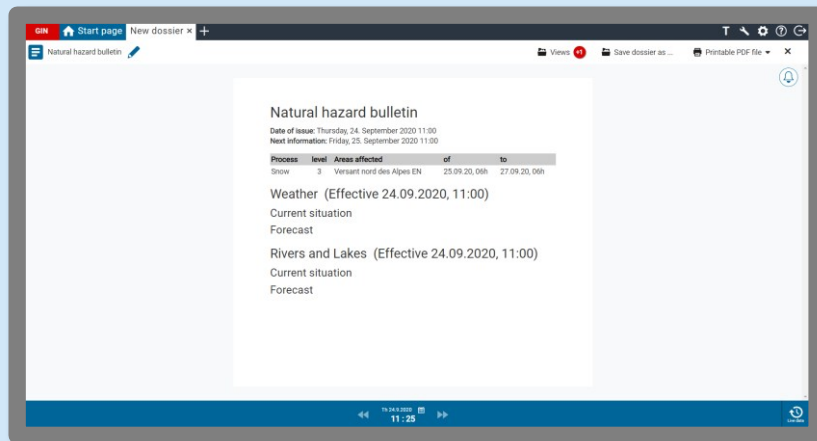 GIN Start page New dossier × +
Natural hazard bulletin Views +1 Save dossier as ... Printable PDF file ×
Natural hazard bulletin
Date of issue: Thursday, 24. September 2020 11:00
Next information: Friday, 25. September 2020 11:00
Process level Areas affected of to
Snow 3 Versant nord des Alpes EN 25.09.20, 06h 27.09.20, 06h
Weather (Effective 24.09.2020, 11:00)
Current situation
Forecast
Rivers and Lakes (Effective 24.09.2020, 11:00)
Current situation
Forecast
Th 24.9.2020
11 : 25
Live data